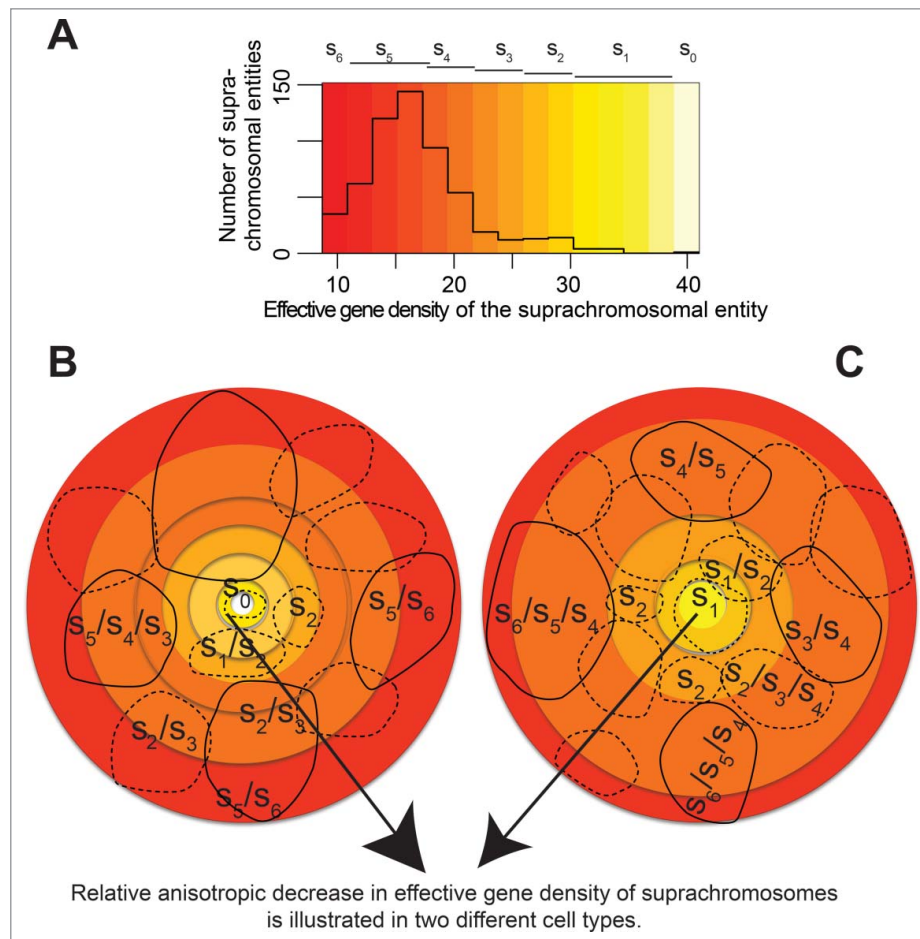 A
s6 s5 s4 s3 s2 s1 s0
150
Number of supra-
chromosomal entities
0
10 20 30 40
Effective gene density of the suprachromosomal entity
B
C
s4/s5
s1/s2
s0
s2
s5/s6
s5/s4/s3
s1/s2
s6/s5/s4
s2
s1
s3/s4
s2
s2/s3/s4
s2/s3
s2/s3
s5/s6
s6/s5/s4
Relative anisotropic decrease in effective gene density of suprachromosomes
is illustrated in two different cell types.